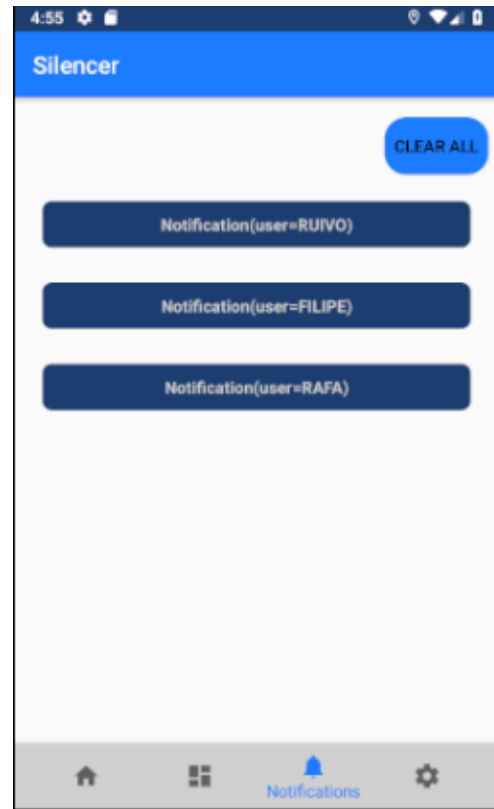 4:55
Silencer
CLEAR ALL
Notification(user=RUIVO)
Notification(user=FILIPE)
Notification(user=RAFA)
Notifications